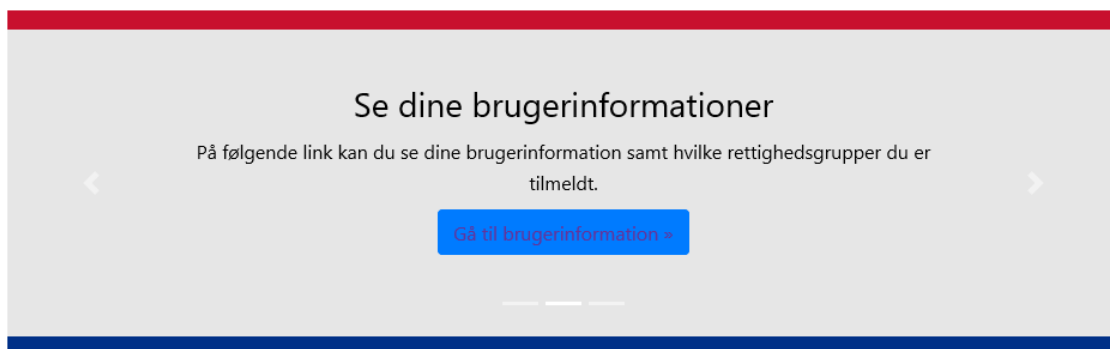 Se dine brugerinformationer
På følgende link kan du se dine brugerinformation samt hvilke rettighedsgrupper du er
tilmeldt.
Gå til brugerinformation »